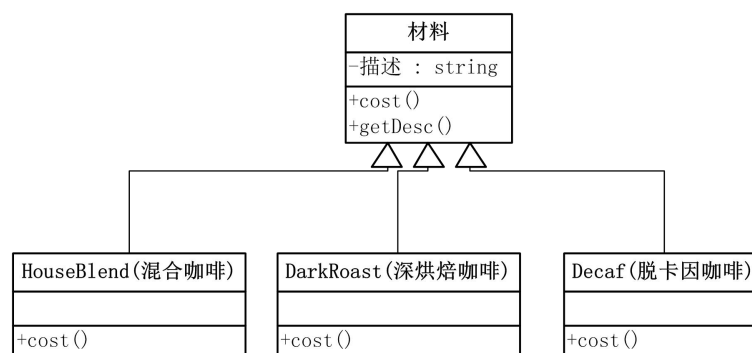 材料
-描述 : string
+cost()
+getDesc()
HouseBlend(混合咖啡)
DarkRoast(深烘焙咖啡)
Decaf(脱卡因咖啡)
+cost()
+cost()
+cost()